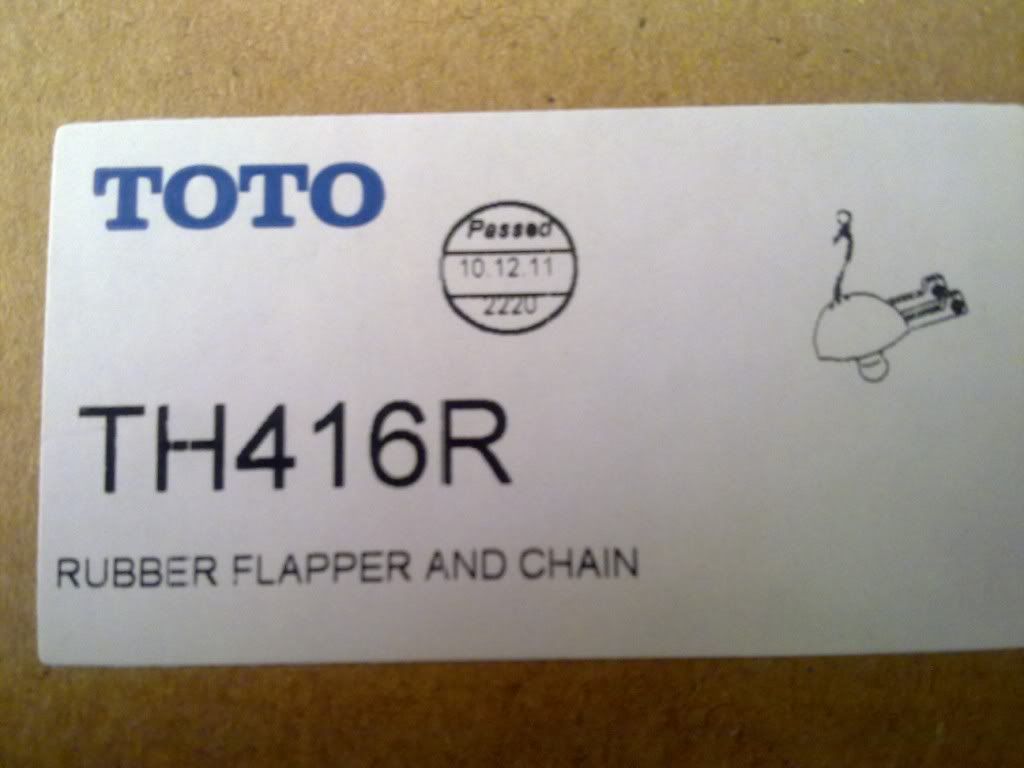 TOTO
Passed
10.12.11
2220
TH416R
RUBBER FLAPPER AND CHAIN